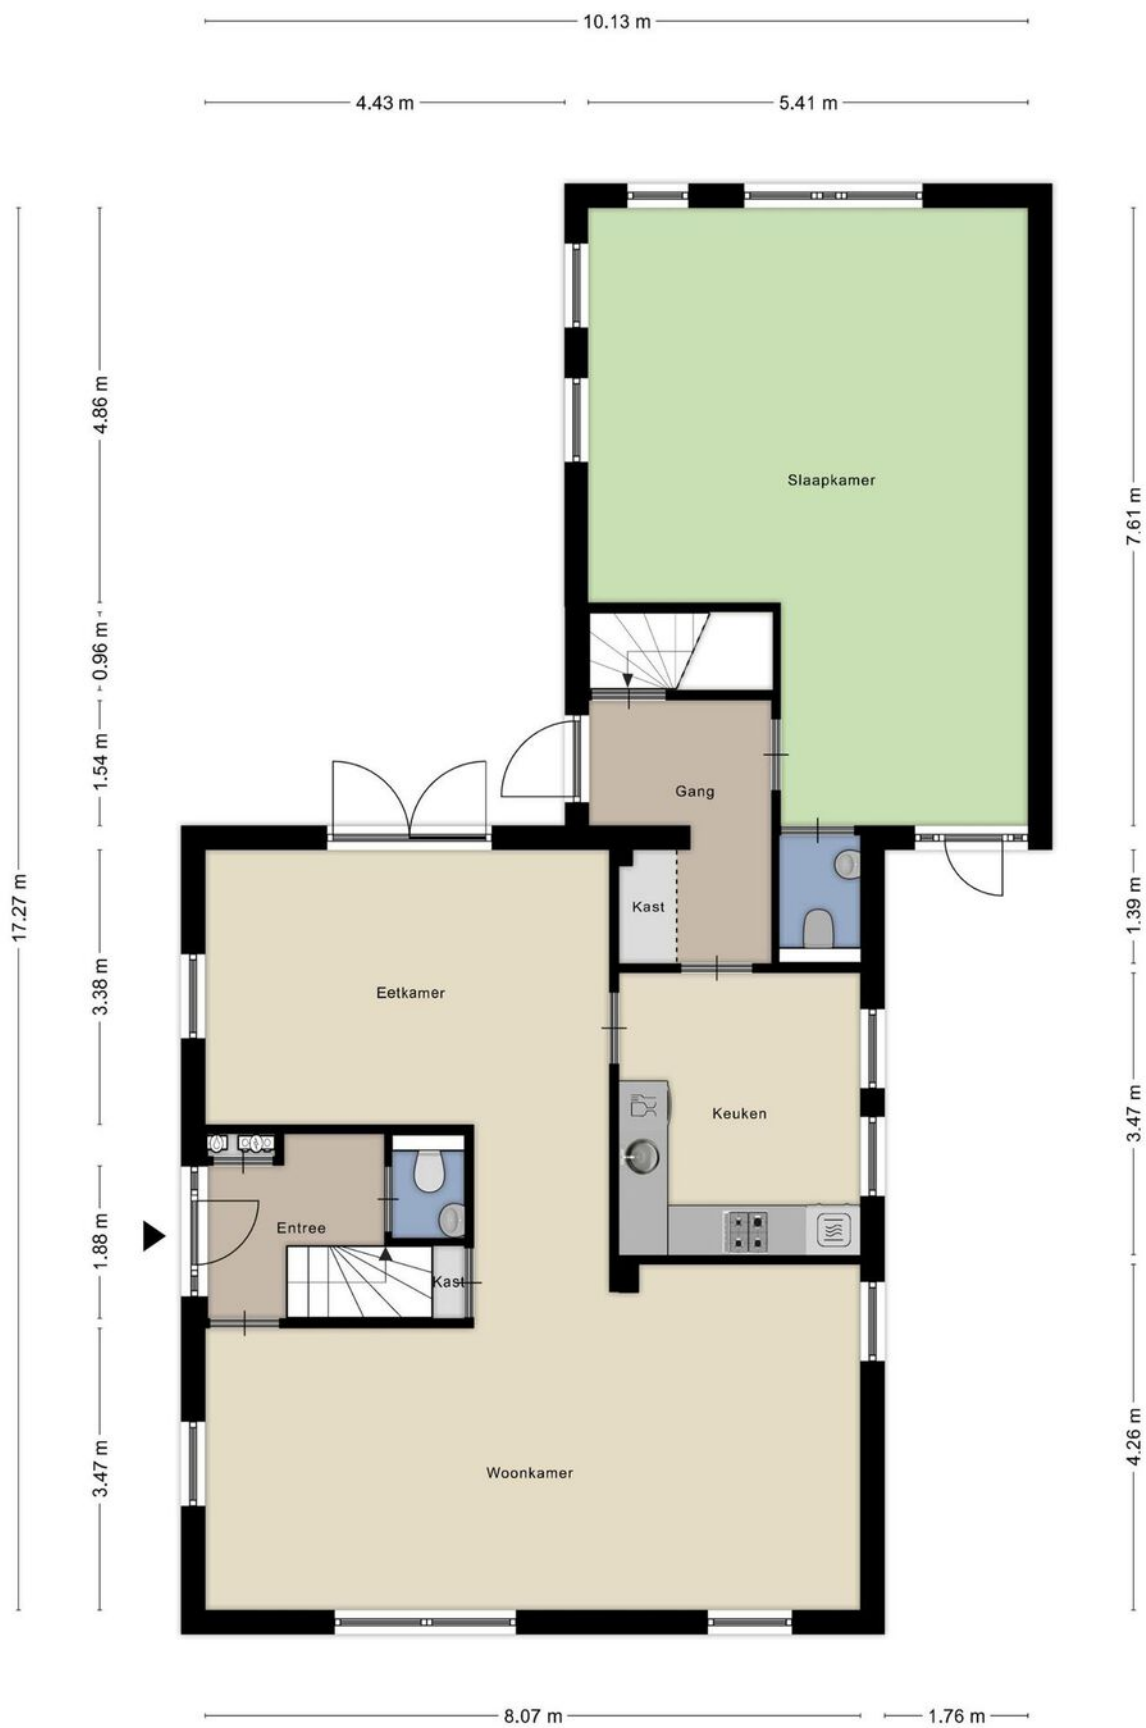 10.13 m
4.43 m
5.41 m
4.86 m
7.61 m
Slaapkamer
0.96 m
1.54 m
Gang
17.27 m
1.39 m
Kast
3.38 m
Eetkamer
Keuken
3.47 m
1.88 m
Entree
Kast
4.26 m
3.47 m
Woonkamer
8.07 m
1.76 m